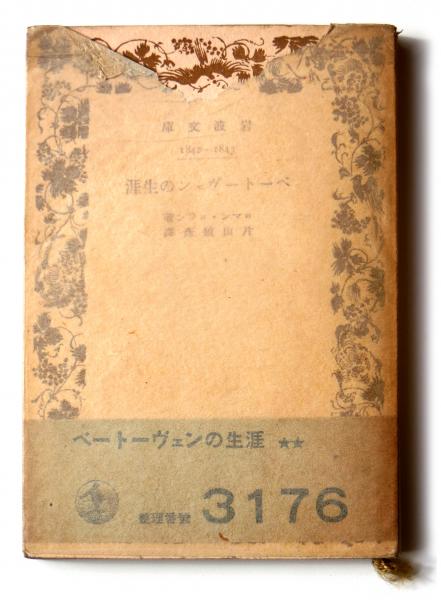 岩波文庫
1842-1843
ベートーヴェンの生涯
ロマン・ロラン著
片山敏彦譯
ベートーヴェンの生涯 ★★
整理番號 3176